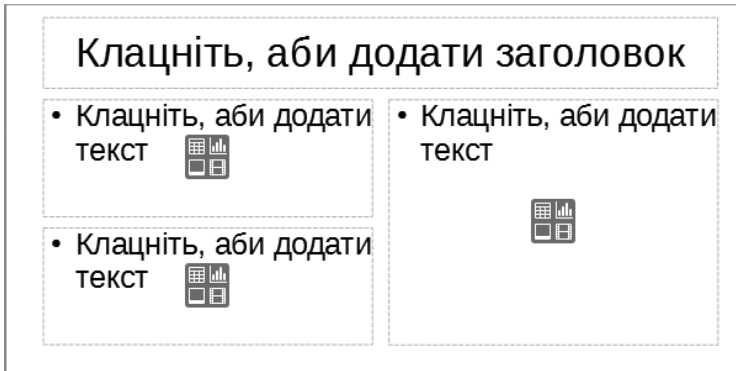 Клацніть, аби додати заголовок
• Клацніть, аби додати
текст
• Клацніть, аби додати
текст
• Клацніть, аби додати
текст